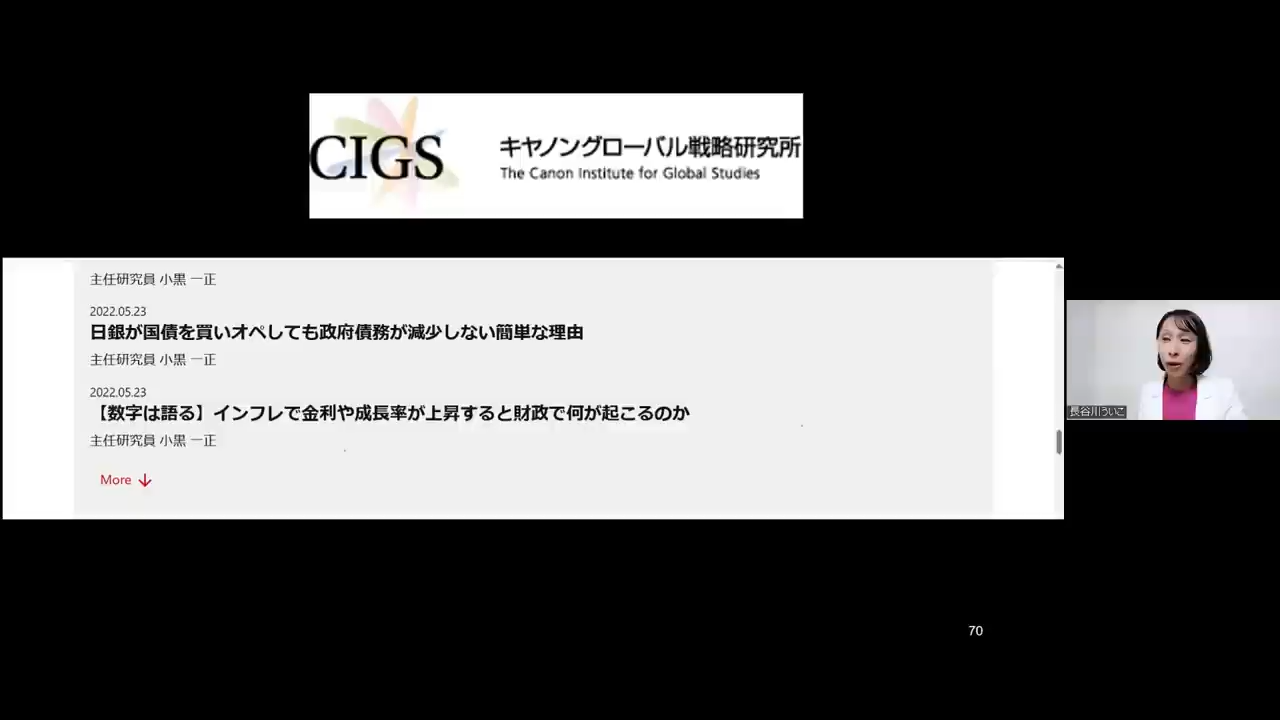 CIGS
キヤノングローバル戦略研究所
The Canon Institute for Global Studies
主任研究員 小黒 一正
2022.05.23
日銀が国債を買いオペしても政府債務が減少しない簡単な理由
主任研究員 小黒 一正
2022.05.23
【数字は語る】インフレで金利や成長率が上昇すると財政で何が起こるのか
主任研究員 小黒 一正
More ↓
長谷川ういこ
70